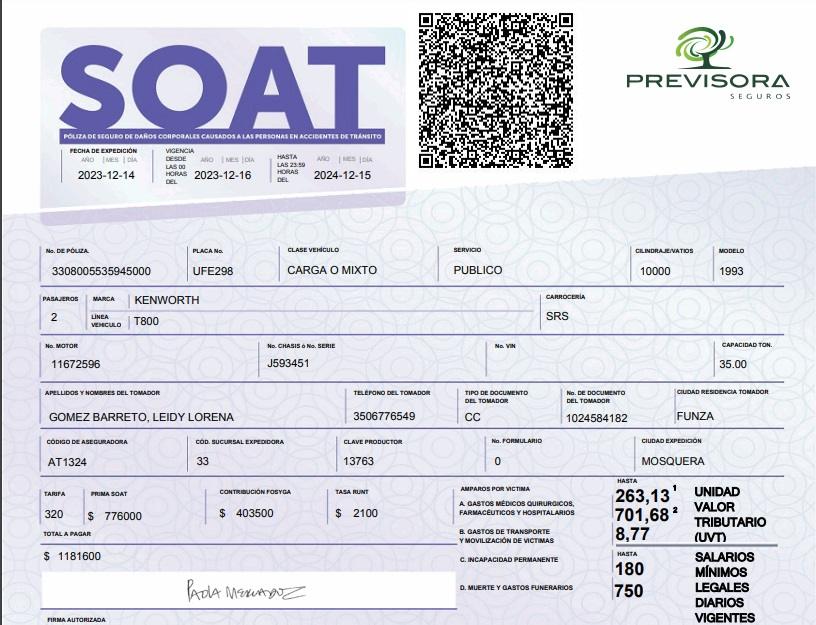 SOAT
PÓLIZA DE SEGURO DE DAÑOS CORPORALES CAUSADOS A LAS PERSONAS EN ACCIDENTES DE TRÁNSITO
FECHA DE EXPEDICIÓN
AÑO | MES | DÍA
2023-12-14
VIGENCIA DESDE LAS 00 HORAS DEL
AÑO | MES | DÍA
2023-12-16
HASTA LAS 23:59 HORAS DEL
AÑO | MES | DÍA
2024-12-15
PREVISORA
SEGUROS
No. DE PÓLIZA. PLACA No. CLASE VEHÍCULO SERVICIO CILINDRAJE/VATIOS MODELO
3308005535945000 UFE298 CARGA O MIXTO PUBLICO 10000 1993
PASAJEROS MARCA KENWORTH CARROCERÍA
2 LÍNEA VEHICULO T800 SRS
No. MOTOR No. CHASIS ó No. SERIE No. VIN CAPACIDAD TON.
11672596 J593451 35.00
APELLIDOS Y NOMBRES DEL TOMADOR TELÉFONO DEL TOMADOR TIPO DE DOCUMENTO DEL TOMADOR No. DE DOCUMENTO DEL TOMADOR CIUDAD RESIDENCIA TOMADOR
GOMEZ BARRETO, LEIDY LORENA 3506776549 CC 1024584182 FUNZA
CÓDIGO DE ASEGURADORA CÓD. SUCURSAL EXPEDIDORA CLAVE PRODUCTOR No. FORMULARIO CIUDAD EXPEDICIÓN
AT1324 33 13763 0 MOSQUERA
TARIFA PRIMA SOAT CONTRIBUCIÓN FOSYGA TASA RUNT
320 $ 776000 $ 403500 $ 2100
TOTAL A PAGAR
$ 1181600
FIRMA AUTORIZADA
AMPAROS POR VICTIMA
A. GASTOS MÉDICOS QUIRURGICOS,
FARMACÉUTICOS Y HOSPITALARIOS
B. GASTOS DE TRANSPORTE
Y MOVILIZACIÓN DE VICTIMAS
C. INCAPACIDAD PERMANENTE
D. MUERTE Y GASTOS FUNERARIOS
HASTA
263,13 1
701,68 2
8,77
UNIDAD
VALOR
TRIBUTARIO
(UVT)
HASTA
180
750
SALARIOS
MÍNIMOS
LEGALES
DIARIOS
VIGENTES